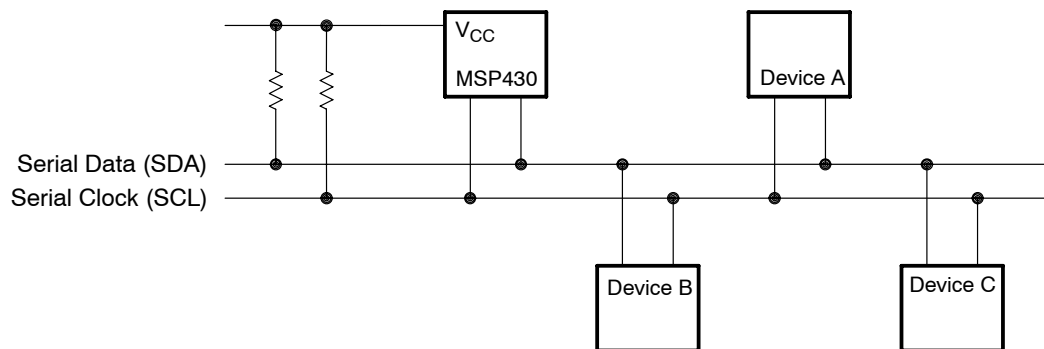 VCC
MSP430
Device A
Serial Data (SDA)
Serial Clock (SCL)
Device B
Device C